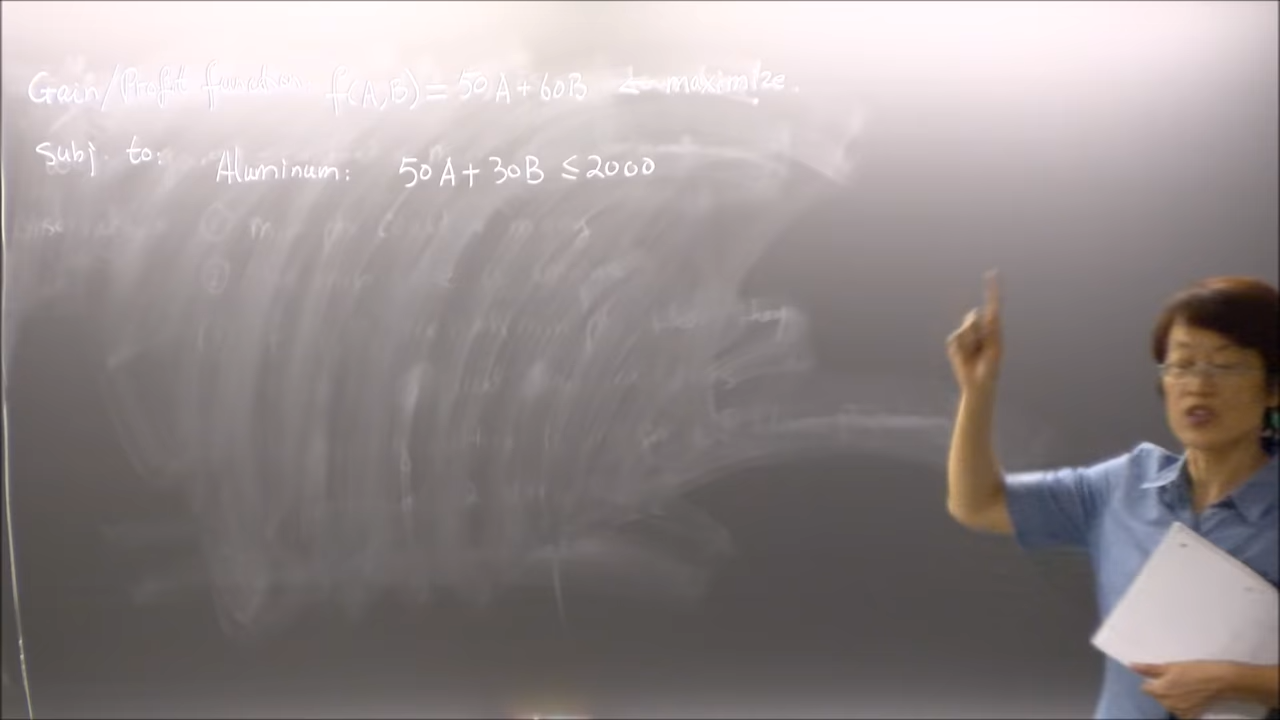 Gain/Profit function f(A,B) = 50A + 60B ← maximize.
Subj. to: Aluminum: 50A + 30B ≤ 2000